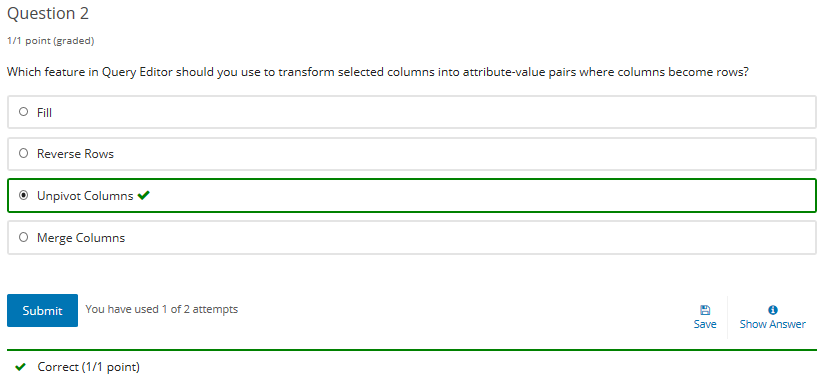 Question 2
1/1 point (graded)
Which feature in Query Editor should you use to transform selected columns into attribute-value pairs where columns become rows?
Fill
Reverse Rows
Unpivot Columns
Merge Columns
Submit
You have used 1 of 2 attempts
Save
Show Answer
Correct (1/1 point)